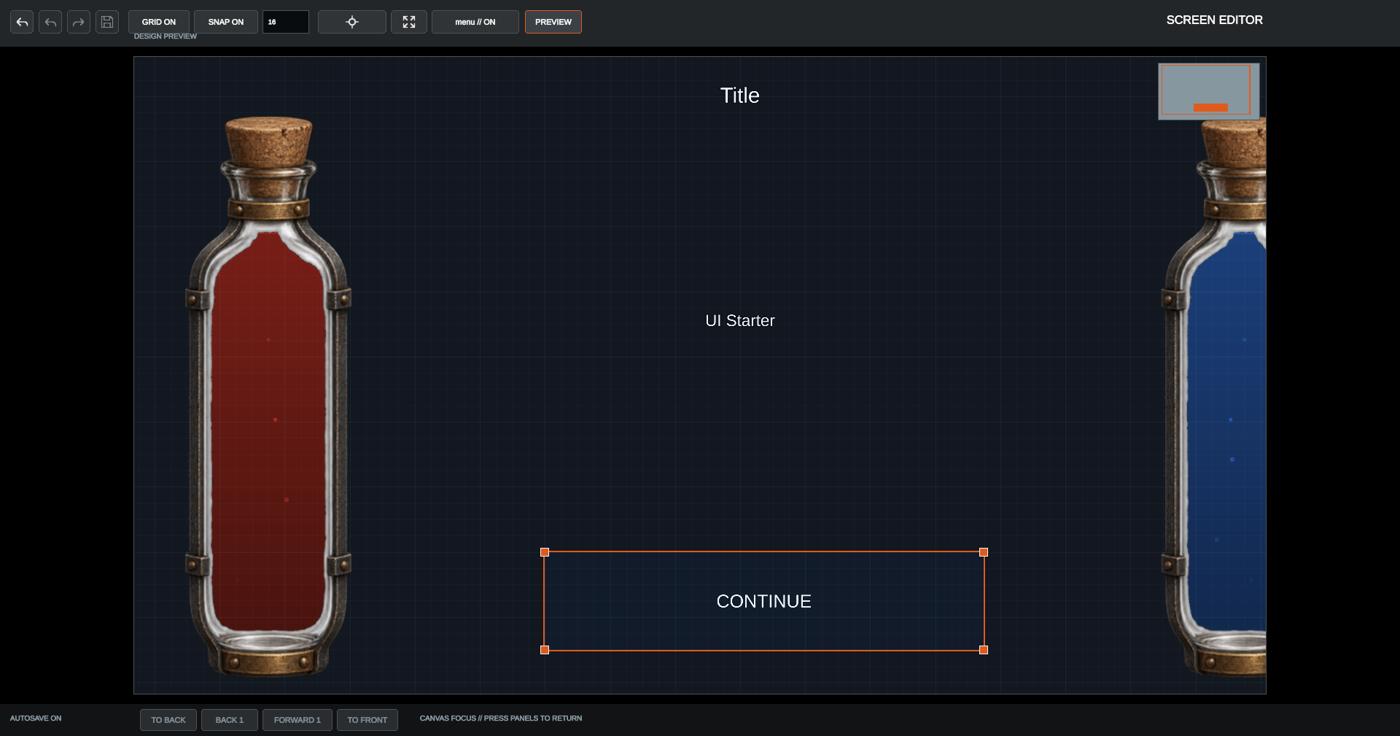 GRID ON
SNAP ON
16
menu // ON
PREVIEW
SCREEN EDITOR
DESIGN PREVIEW
Title
UI Starter
CONTINUE
AUTOSAVE ON
TO BACK
BACK 1
FORWARD 1
TO FRONT
CANVAS FOCUS // PRESS PANELS TO RETURN